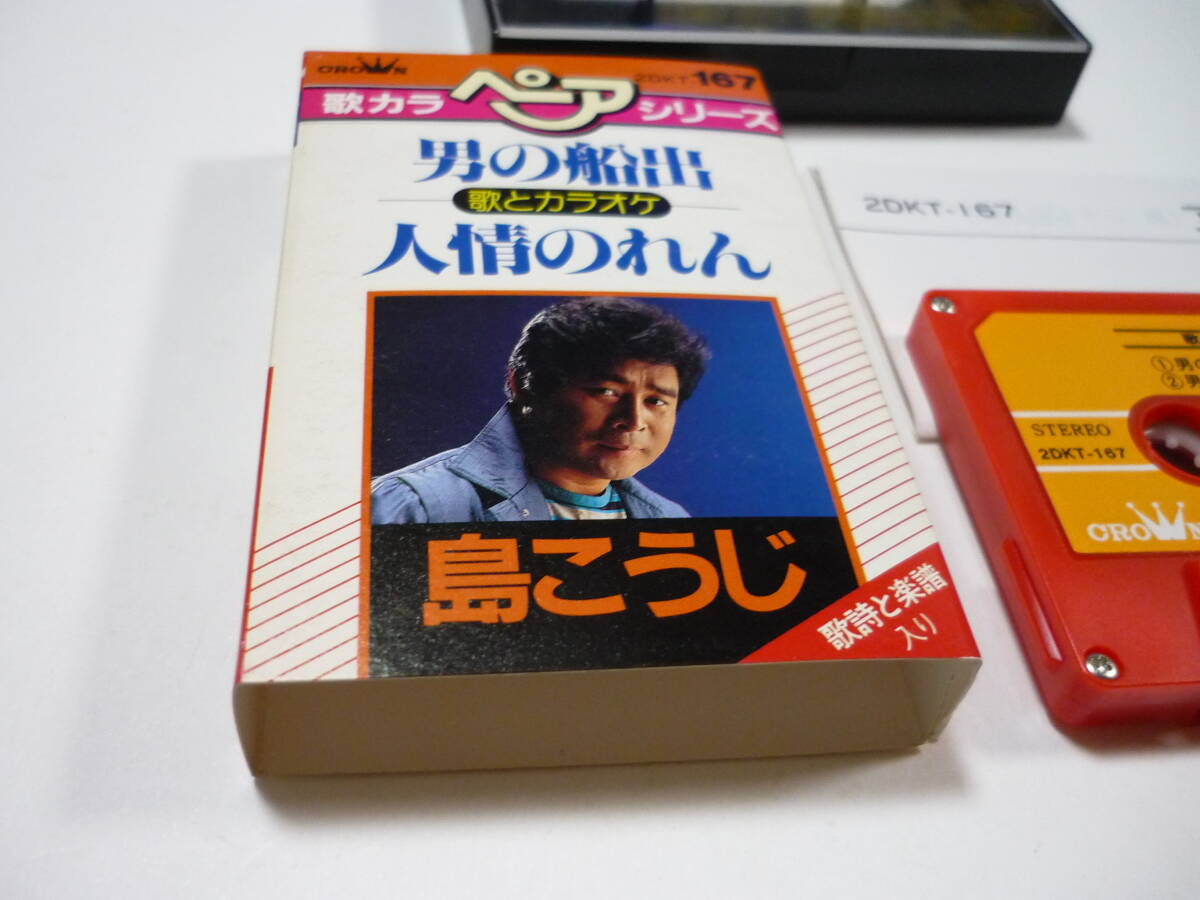 CROWN 2DKT-167
歌カラ ペア シリーズ
男の船出
歌とカラオケ
人情のれん
島こうじ
歌詩と楽譜
入り
2DKT-167
歌
①男の
②男
STEREO
2DKT-167
CROWN